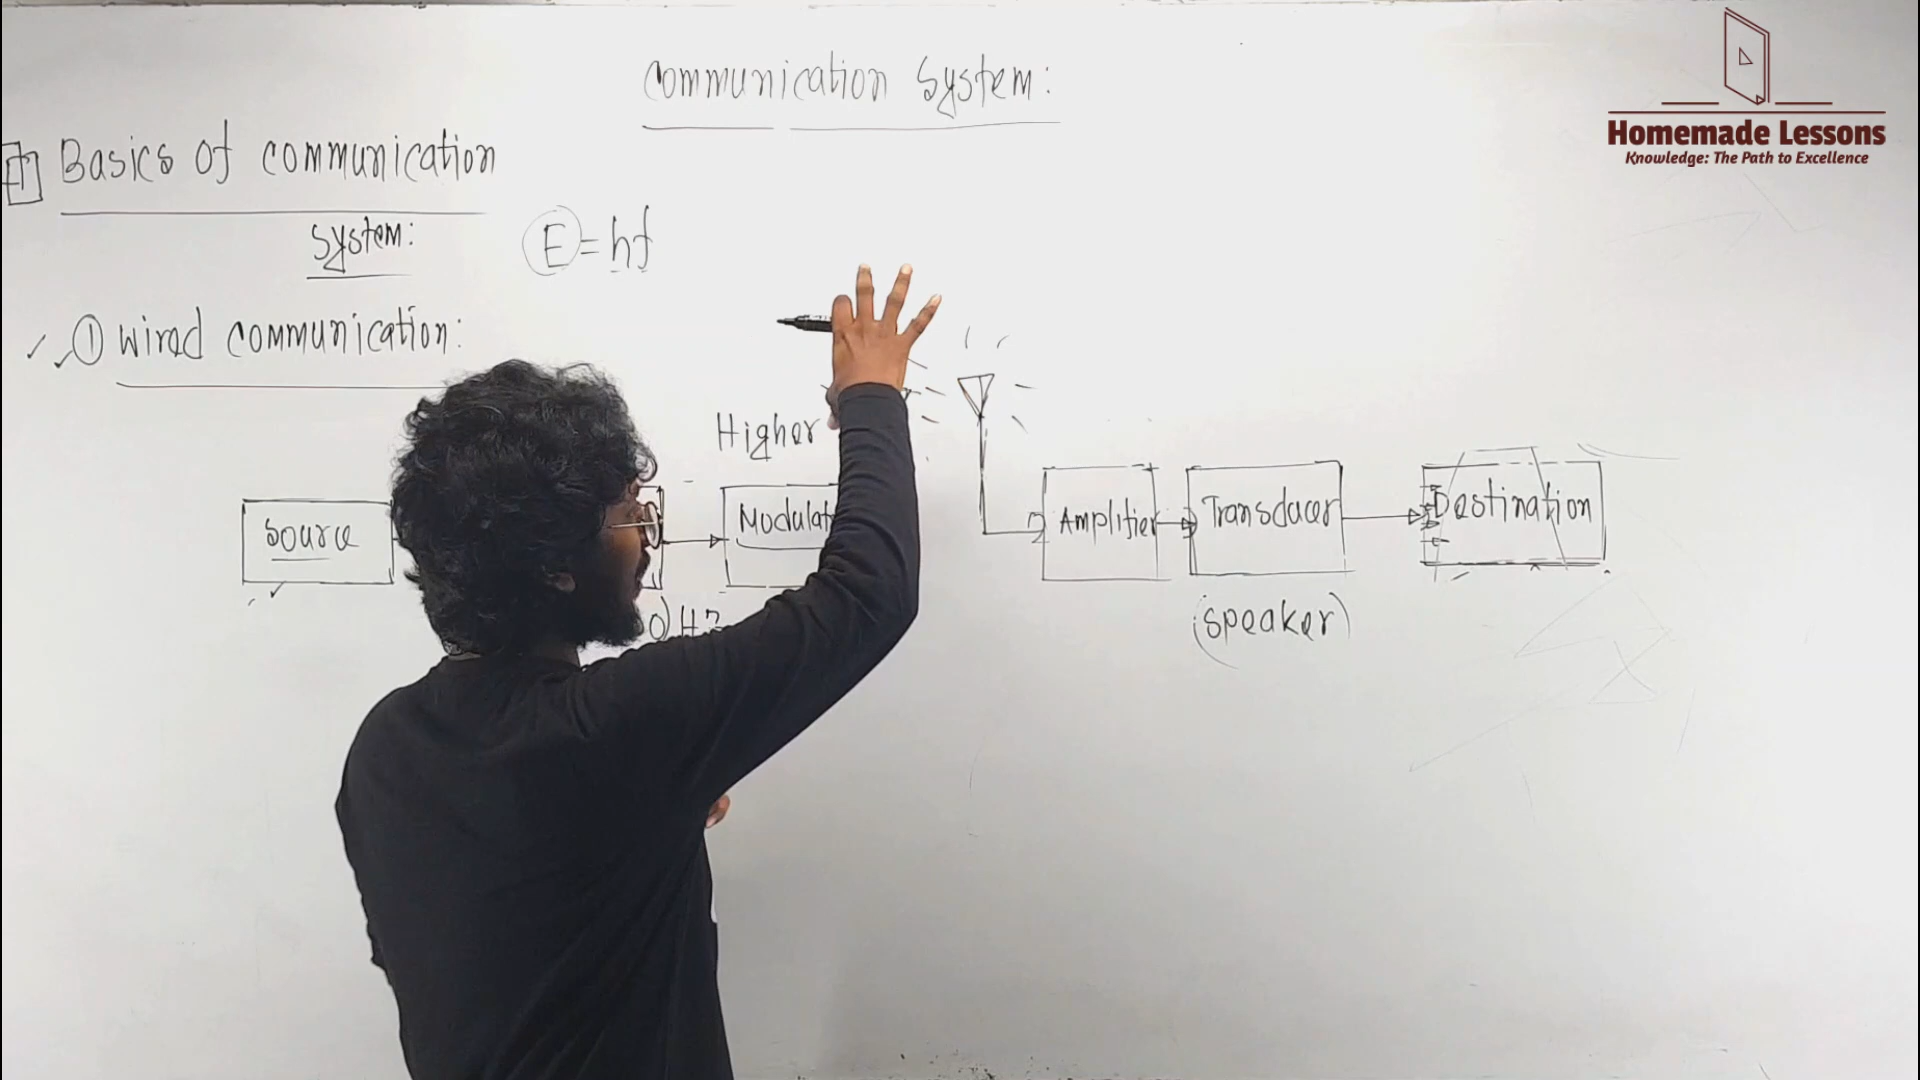 Communication System:
Homemade Lessons
Knowledge: The Path to Excellence
Basics of communication
System:
E = hf
① Wired communication:
Higher
Source
Modulat
Amplifier
Transducer
Destination
(speaker)